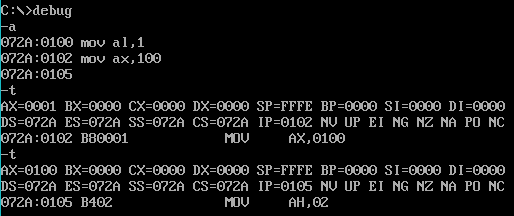 C:\>debug
-a
072A:0100 mov al,1
072A:0102 mov ax,100
072A:0105
-t
AX=0001 BX=0000 CX=0000 DX=0000 SP=FFFE BP=0000 SI=0000 DI=0000
DS=072A ES=072A SS=072A CS=072A IP=0102 NV UP EI NG NZ NA PO NC
072A:0102 B80001 MOV AX,0100
-t
AX=0100 BX=0000 CX=0000 DX=0000 SP=FFFE BP=0000 SI=0000 DI=0000
DS=072A ES=072A SS=072A CS=072A IP=0105 NV UP EI NG NZ NA PO NC
072A:0105 B402 MOV AH,02